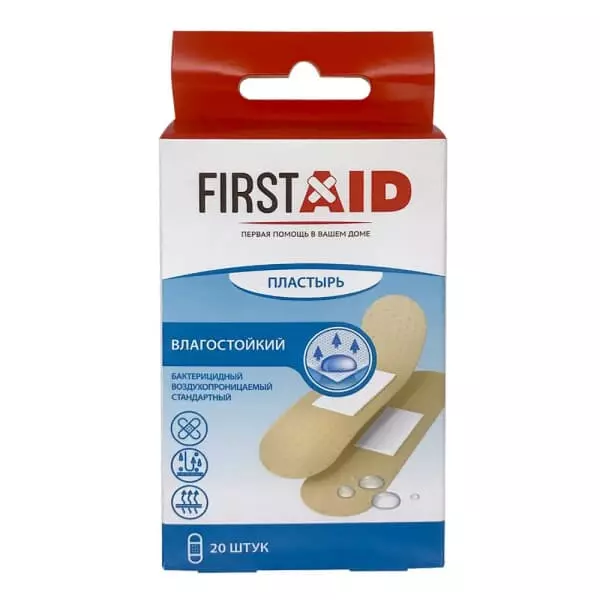 FIRST AID
ПЕРВАЯ ПОМОЩЬ В ВАШЕМ ДОМЕ
ПЛАСТЫРЬ
ВЛАГОСТОЙКИЙ
БАКТЕРИЦИДНЫЙ
ВОЗДУХОПРОНИЦАЕМЫЙ
СТАНДАРТНЫЙ
20 ШТУК